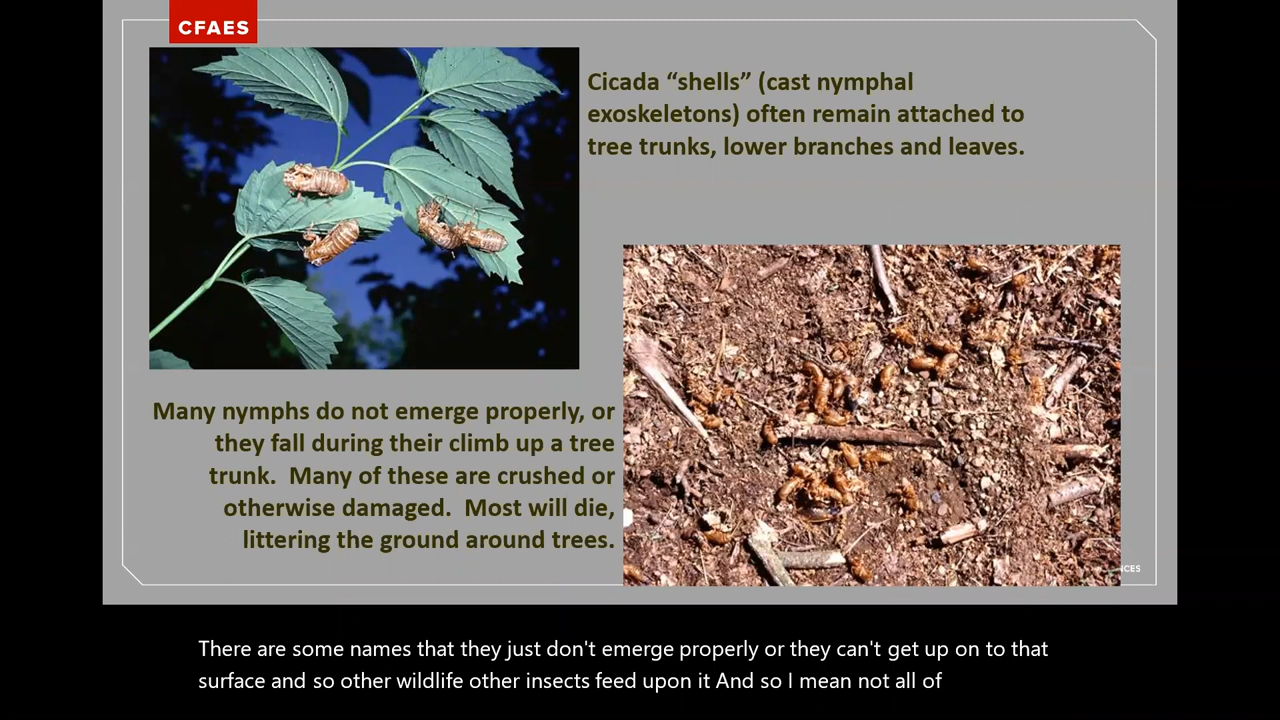 CFAES
Cicada “shells” (cast nymphal
exoskeletons) often remain attached to
tree trunks, lower branches and leaves.
Many nymphs do not emerge properly, or
they fall during their climb up a tree
trunk.  Many of these are crushed or
otherwise damaged.  Most will die,
littering the ground around trees.
There are some names that they just don't emerge properly or they can't get up on to that
surface and so other wildlife other insects feed upon it And so I mean not all of